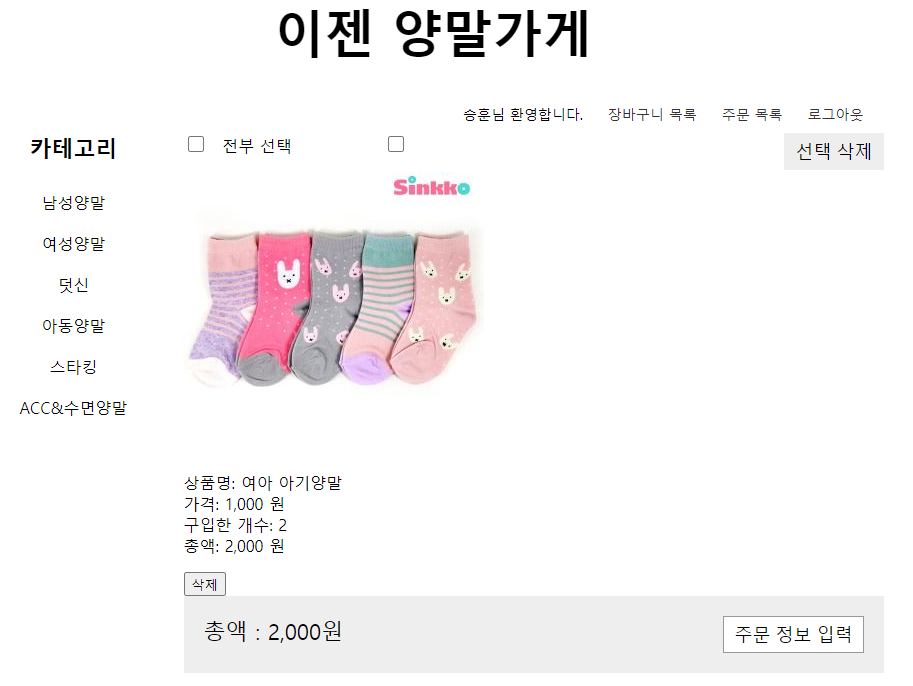 이젠 양말가게
승훈님 환영합니다. 장바구니 목록 주문 목록 로그아웃
카테고리
남성양말
여성양말
덧신
아동양말
스타킹
ACC&수면양말
전부 선택
선택 삭제
Sinkko
상품명: 여아 아기양말
가격: 1,000 원
구입한 개수: 2
총액: 2,000 원
삭제
총액 : 2,000원
주문 정보 입력